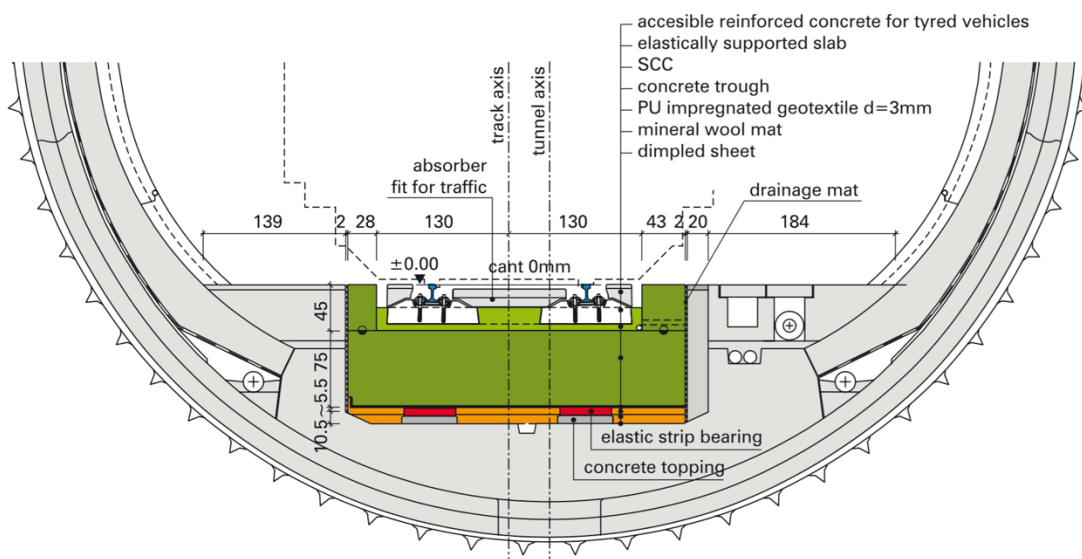 accesible reinforced concrete for tyred vehicles
elastically supported slab
SCC
concrete trough
PU impregnated geotextile d=3mm
mineral wool mat
dimpled sheet
track axis
tunnel axis
absorber
fit for traffic
drainage mat
139 2 28 130 130 43 2 20 184
±0.00
cant 0mm
45
75
~5.5
10.5
elastic strip bearing
concrete topping